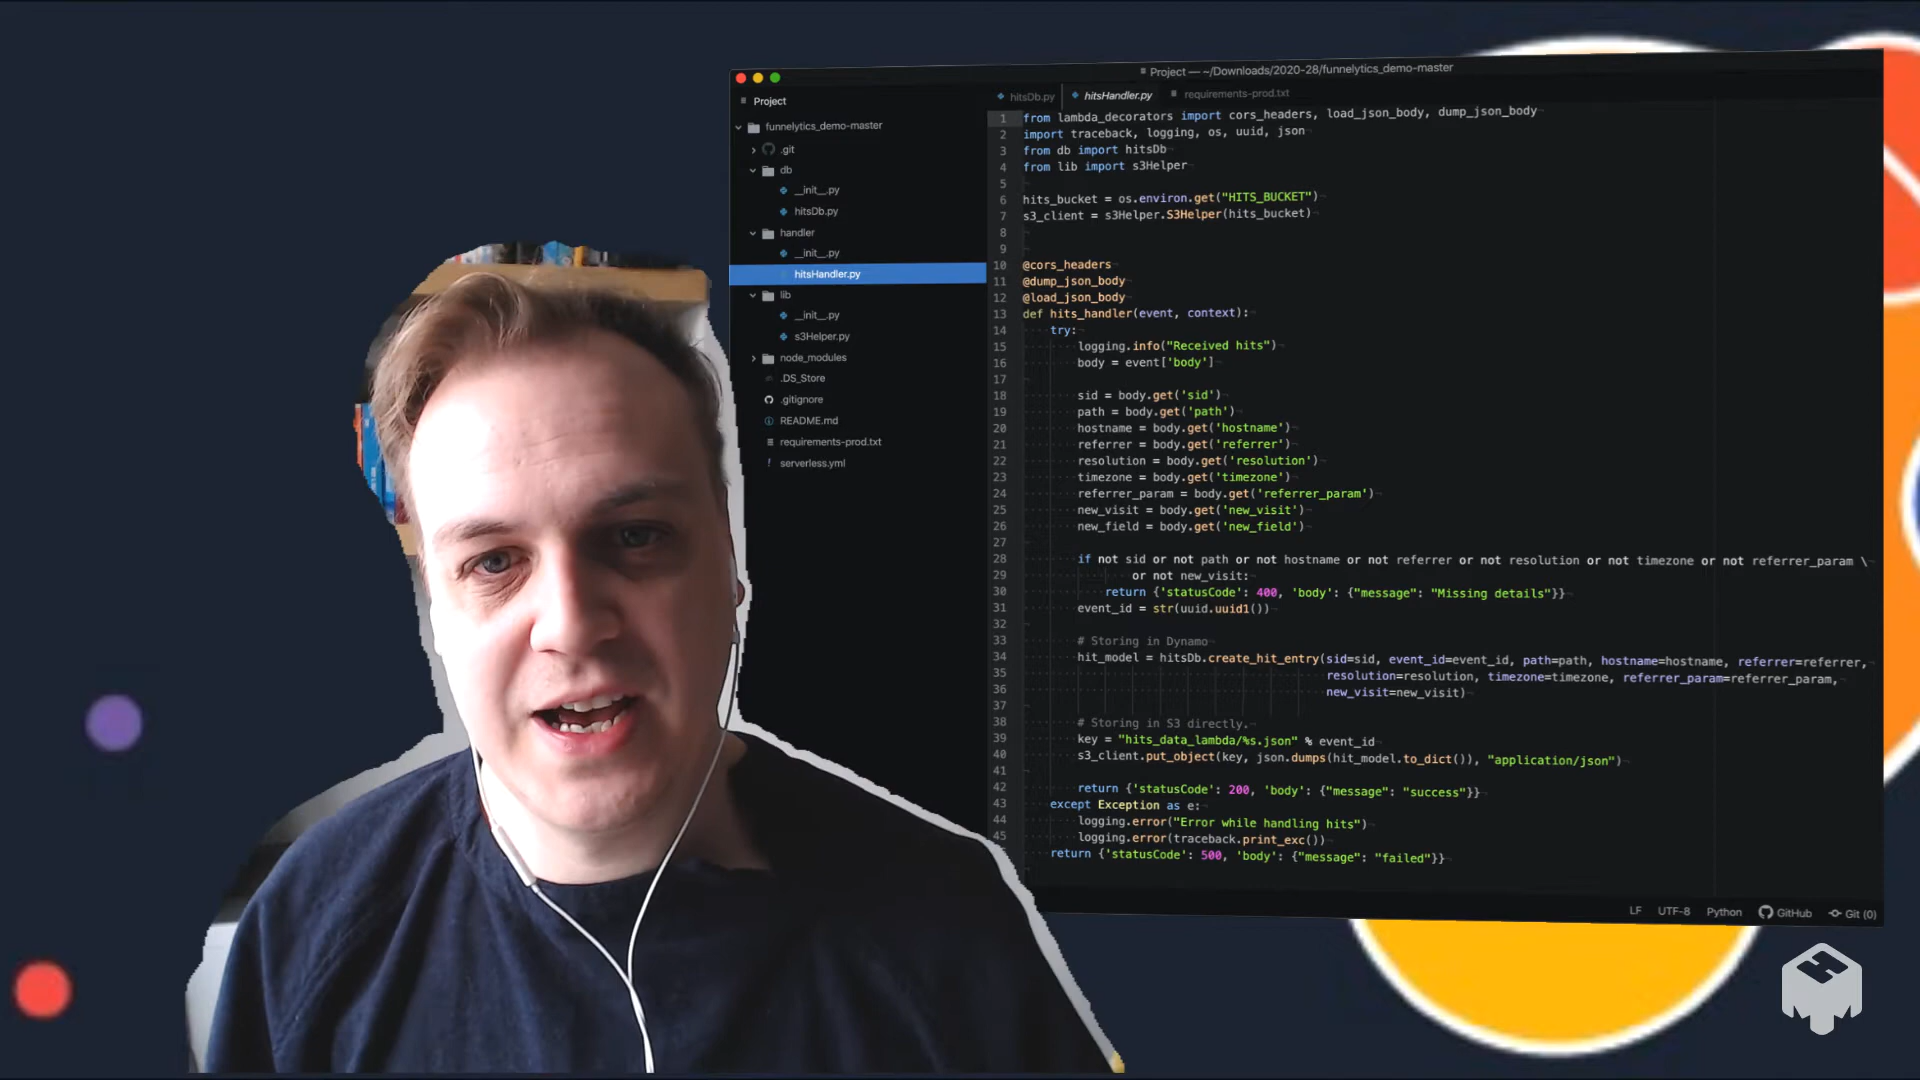 Project — ~/Downloads/2020-28/funnelytics_demo-master
Project
funnelytics_demo-master
.git
db
__init__.py
hitsDb.py
handler
__init__.py
hitsHandler.py
lib
__init__.py
s3Helper.py
node_modules
.DS_Store
.gitignore
README.md
requirements-prod.txt
serverless.yml
hitsDb.py hitsHandler.py requirements-prod.txt
1 from lambda_decorators import cors_headers, load_json_body, dump_json_body
2 import traceback, logging, os, uuid, json
3 from db import hitsDb
4 from lib import s3Helper
5
6 hits_bucket = os.environ.get("HITS_BUCKET")
7 s3_client = s3Helper.S3Helper(hits_bucket)
8
9
10 @cors_headers
11 @dump_json_body
12 @load_json_body
13 def hits_handler(event, context):
14 try:
15 logging.info("Received hits")
16 body = event['body']
17
18 sid = body.get('sid')
19 path = body.get('path')
20 hostname = body.get('hostname')
21 referrer = body.get('referrer')
22 resolution = body.get('resolution')
23 timezone = body.get('timezone')
24 referrer_param = body.get('referrer_param')
25 new_visit = body.get('new_visit')
26 new_field = body.get('new_field')
27
28 if not sid or not path or not hostname or not referrer or not resolution or not timezone or not referrer_param \
29 or not new_visit:
30 return {'statusCode': 400, 'body': {"message": "Missing details"}}
31 event_id = str(uuid.uuid1())
32
33 # Storing in Dynamo
34 hit_model = hitsDb.create_hit_entry(sid=sid, event_id=event_id, path=path, hostname=hostname, referrer=referrer,
35 resolution=resolution, timezone=timezone, referrer_param=referrer_param,
36 new_visit=new_visit)
37
38 # Storing in S3 directly.
39 key = "hits_data_lambda/%s.json" % event_id
40 s3_client.put_object(key, json.dumps(hit_model.to_dict()), "application/json")
41
42 return {'statusCode': 200, 'body': {"message": "success"}}
43 except Exception as e:
44 logging.error("Error while handling hits")
45 logging.error(traceback.print_exc())
return {'statusCode': 500, 'body': {"message": "failed"}}
LF UTF-8 Python GitHub Git (0)